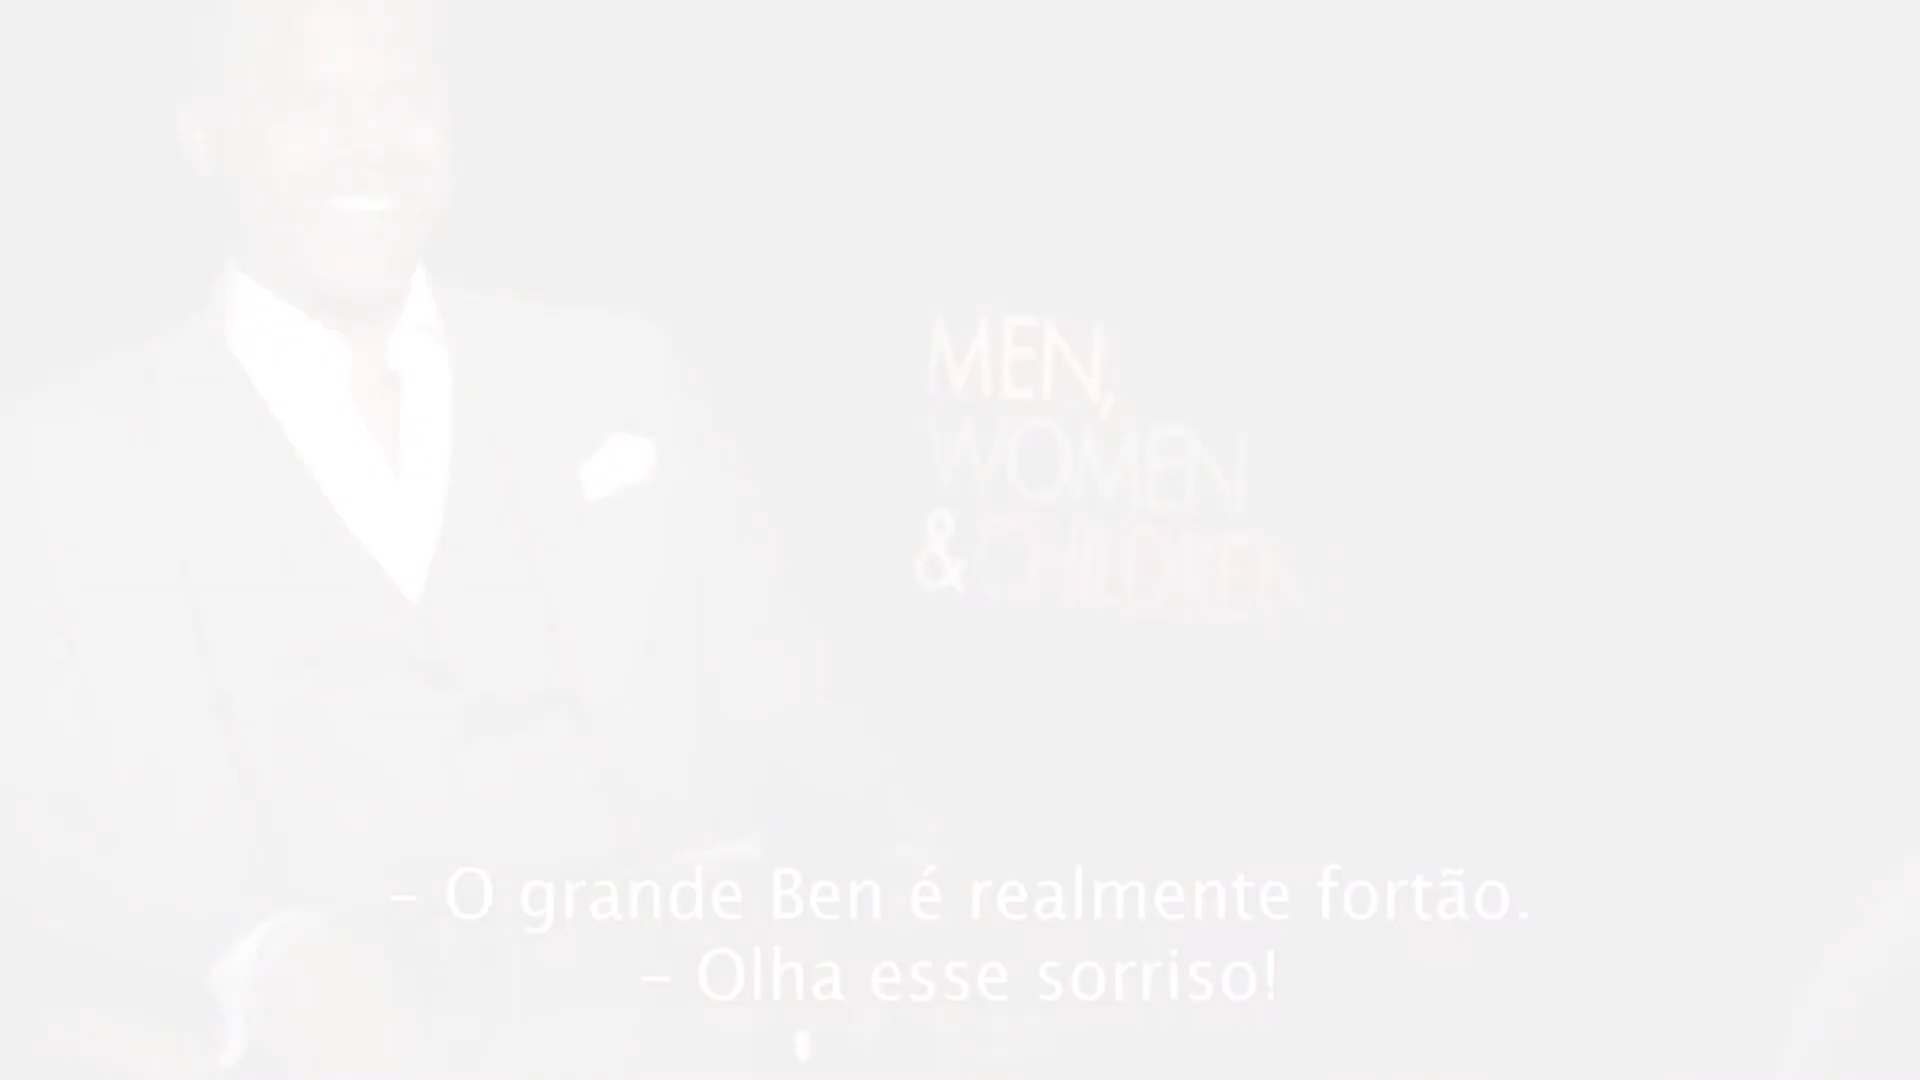 MEN,
WOMEN
& CHILDREN
– O grande Ben é realmente fortão.
– Olha esse sorriso!